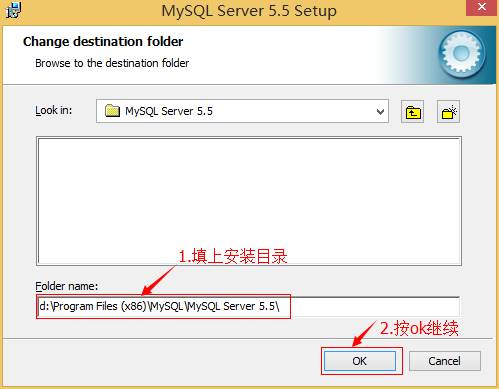 MySQL Server 5.5 Setup
Change destination folder
Browse to the destination folder
Look in:
MySQL Server 5.5
1.填上安装目录
Folder name:
d:\Program Files (x86)\MySQL\MySQL Server 5.5\
2.按ok继续
OK
Cancel